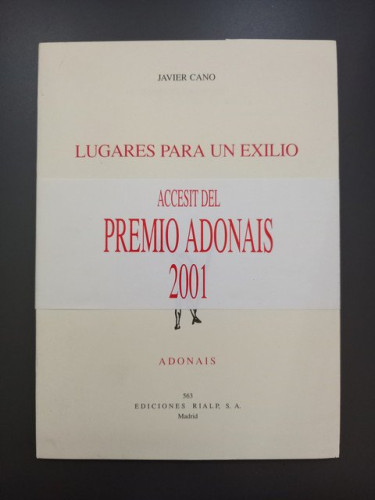 JAVIER CANO
LUGARES PARA UN EXILIO
ACCESIT DEL
PREMIO ADONAIS
2001
ADONAIS
563
EDICIONES RIALP, S. A.
Madrid